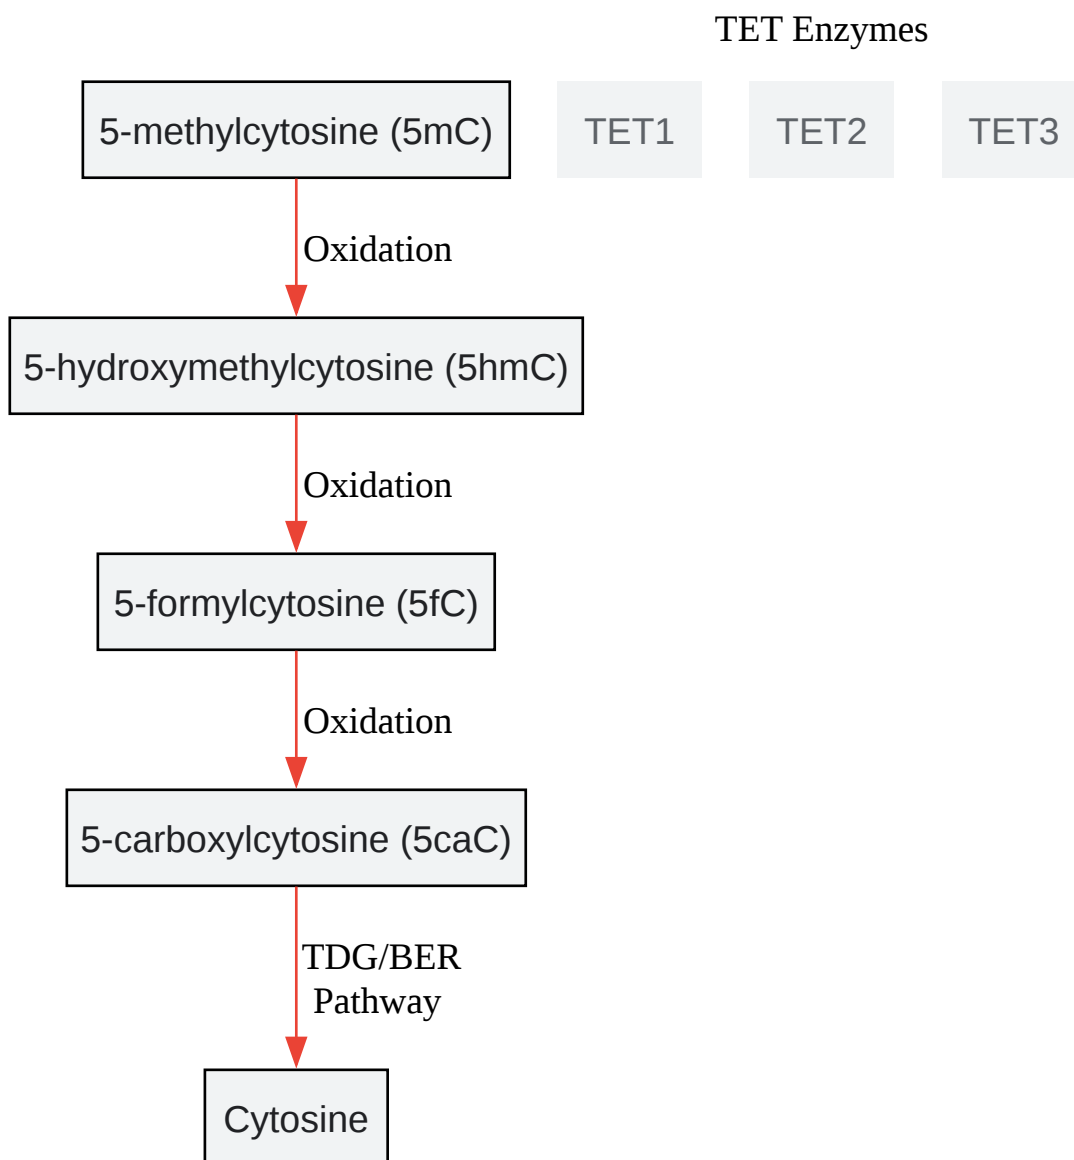 TET Enzymes
5-methylcytosine (5mC)
TET1
TET2
TET3
Oxidation
5-hydroxymethylcytosine (5hmC)
Oxidation
5-formylcytosine (5fC)
Oxidation
5-carboxylcytosine (5caC)
TDG/BER
Pathway
Cytosine